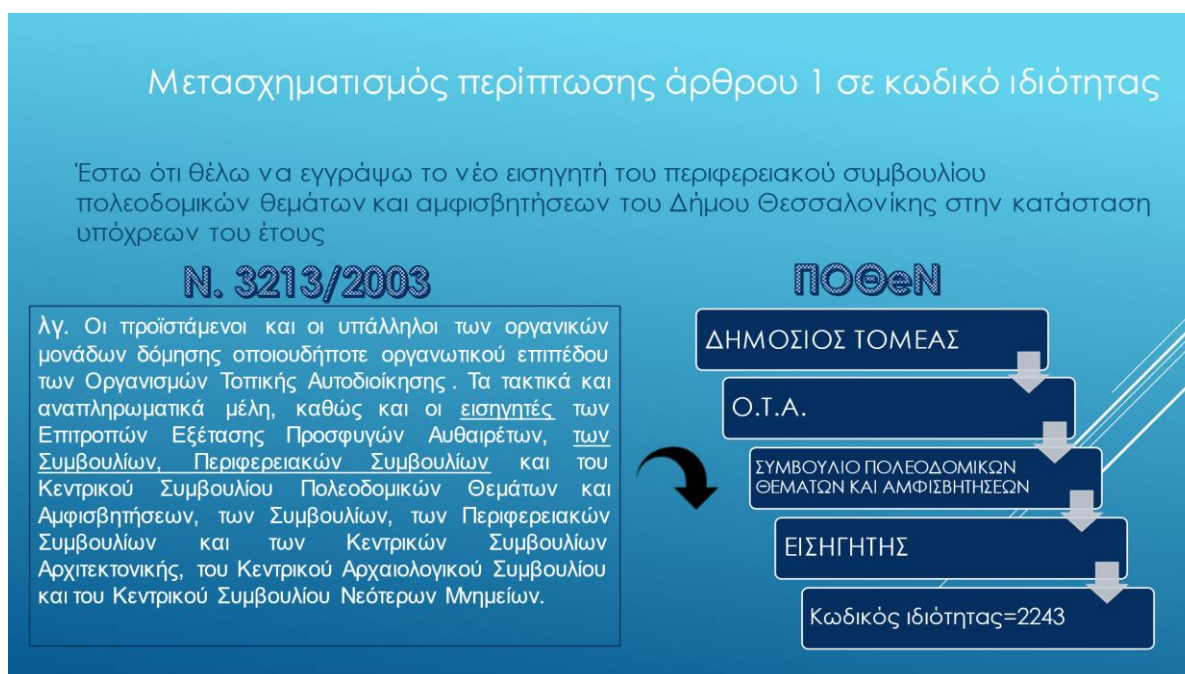 Μετασχηματισμός περίπτωσης άρθρου 1 σε κωδικό ιδιότητας
Έστω ότι θέλω να εγγράψω το νέο εισηγητή του περιφερειακού συμβουλίου
πολεοδομικών θεμάτων και αμφισβητήσεων του Δήμου Θεσσαλονίκης στην κατάσταση
υπόχρεων του έτους
Ν. 3213/2003
λγ. Οι προϊστάμενοι και οι υπάλληλοι των οργανικών
μονάδων δόμησης οποιουδήποτε οργανωτικού επιπέδου
των Οργανισμών Τοπικής Αυτοδιοίκησης . Τα τακτικά και
αναπληρωματικά μέλη, καθώς και οι εισηγητές των
Επιτροπών Εξέτασης Προσφυγών Αυθαιρέτων, των
Συμβουλίων, Περιφερειακών Συμβουλίων και του
Κεντρικού Συμβουλίου Πολεοδομικών Θεμάτων και
Αμφισβητήσεων, των Συμβουλίων, των Περιφερειακών
Συμβουλίων και των Κεντρικών Συμβουλίων
Αρχιτεκτονικής, του Κεντρικού Αρχαιολογικού Συμβουλίου
και του Κεντρικού Συμβουλίου Νεότερων Μνημείων.
ΠΟΘeΝ
ΔΗΜΟΣΙΟΣ ΤΟΜΕΑΣ
Ο.Τ.Α.
ΣΥΜΒΟΥΛΙΟ ΠΟΛΕΟΔΟΜΙΚΩΝ
ΘΕΜΑΤΩΝ ΚΑΙ ΑΜΦΙΣΒΗΤΗΣΕΩΝ
ΕΙΣΗΓΗΤΗΣ
Κωδικός ιδιότητας=2243